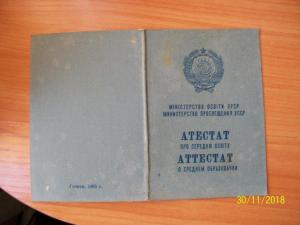 МІНІСТЕРСТВО ОСВІТИ УРСР
МИНИСТЕРСТВО ПРОСВЕЩЕНИЯ УССР
АТЕСТАТ
ПРО СЕРЕДНЮ ОСВІТУ
АТТЕСТАТ
О СРЕДНЕМ ОБРАЗОВАНИИ
30/11/2018